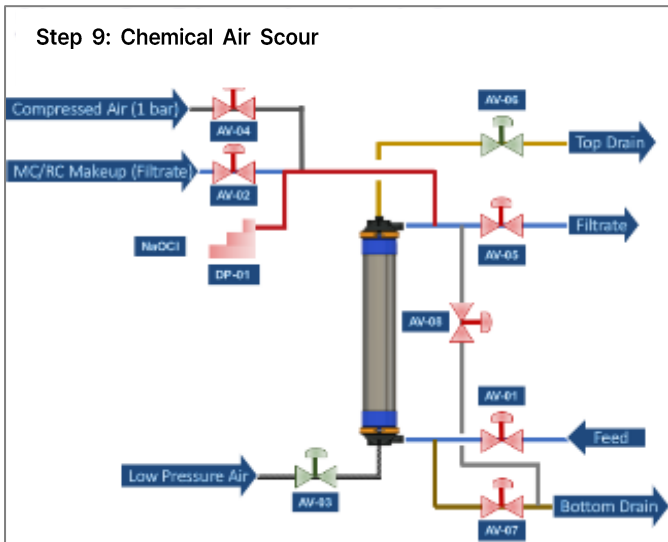 Step 9: Chemical Air Scour
AV-06
Compressed Air (1 bar)
AV-04
Top Drain
MC/RC Makeup (Filtrate)
AV-02
Filtrate
NaOCl
AV-05
DP-01
AV-08
AV-01
Feed
Low Pressure Air
AV-03
Bottom Drain
AV-07